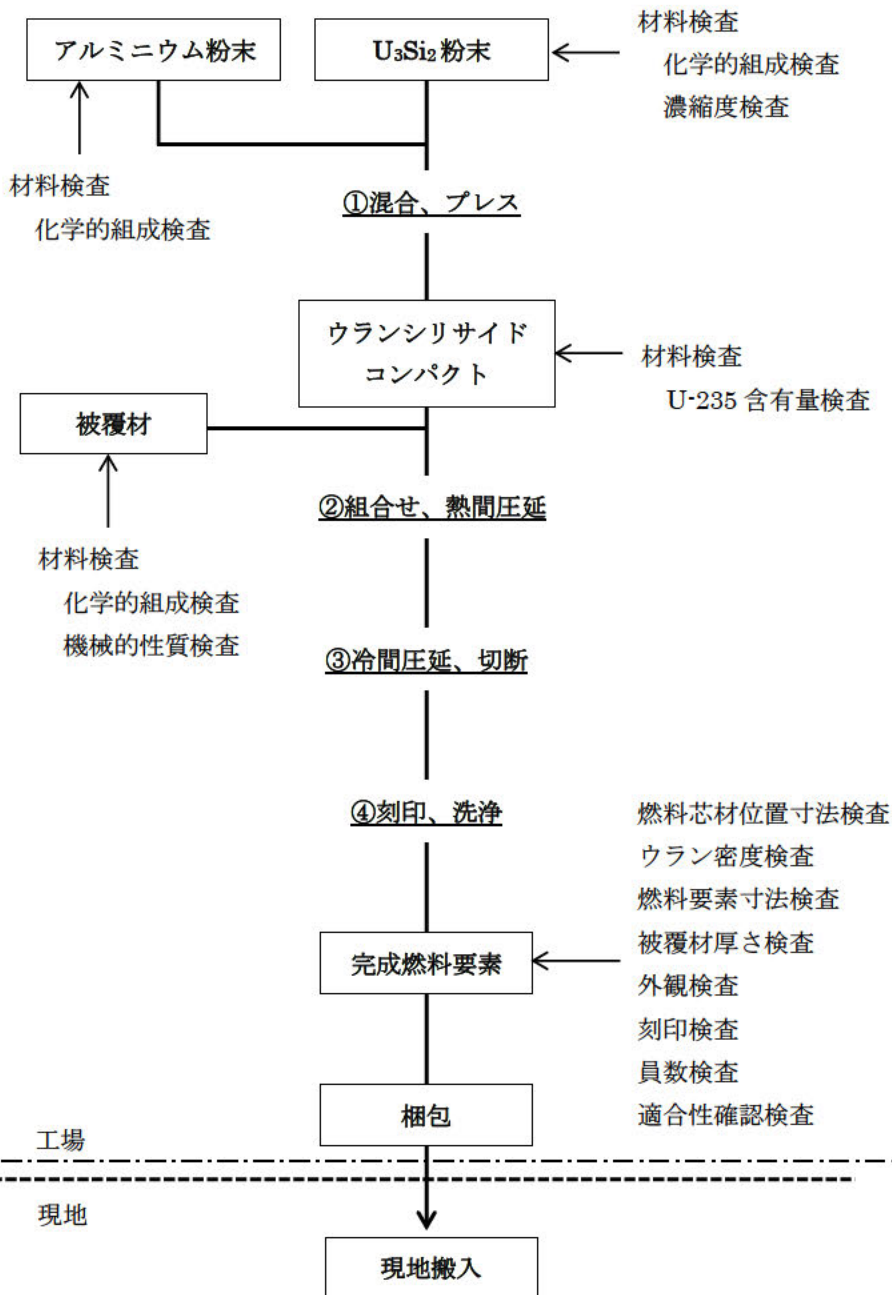 アルミニウム粉末
U₃Si₂ 粉末
材料検査
化学的組成検査
濃縮度検査
材料検査
化学的組成検査
①混合、プレス
ウランシリサイド
コンパクト
材料検査
U-235 含有量検査
被覆材
②組合せ、熱間圧延
材料検査
化学的組成検査
機械的性質検査
③冷間圧延、切断
④刻印、洗浄
燃料芯材位置寸法検査
ウラン密度検査
燃料要素寸法検査
被覆材厚さ検査
外観検査
刻印検査
員数検査
適合性確認検査
完成燃料要素
梱包
工場
現地
現地搬入